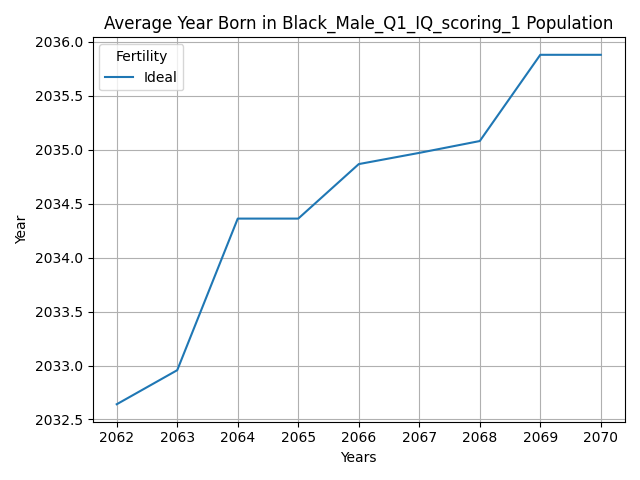 Average Year Born in Black_Male_Q1_IQ_scoring_1 Population
Fertility
Ideal
2036.0
2035.5
2035.0
2034.5
2034.0
2033.5
2033.0
2032.5
Year
2062 2063 2064 2065 2066 2067 2068 2069 2070
Years